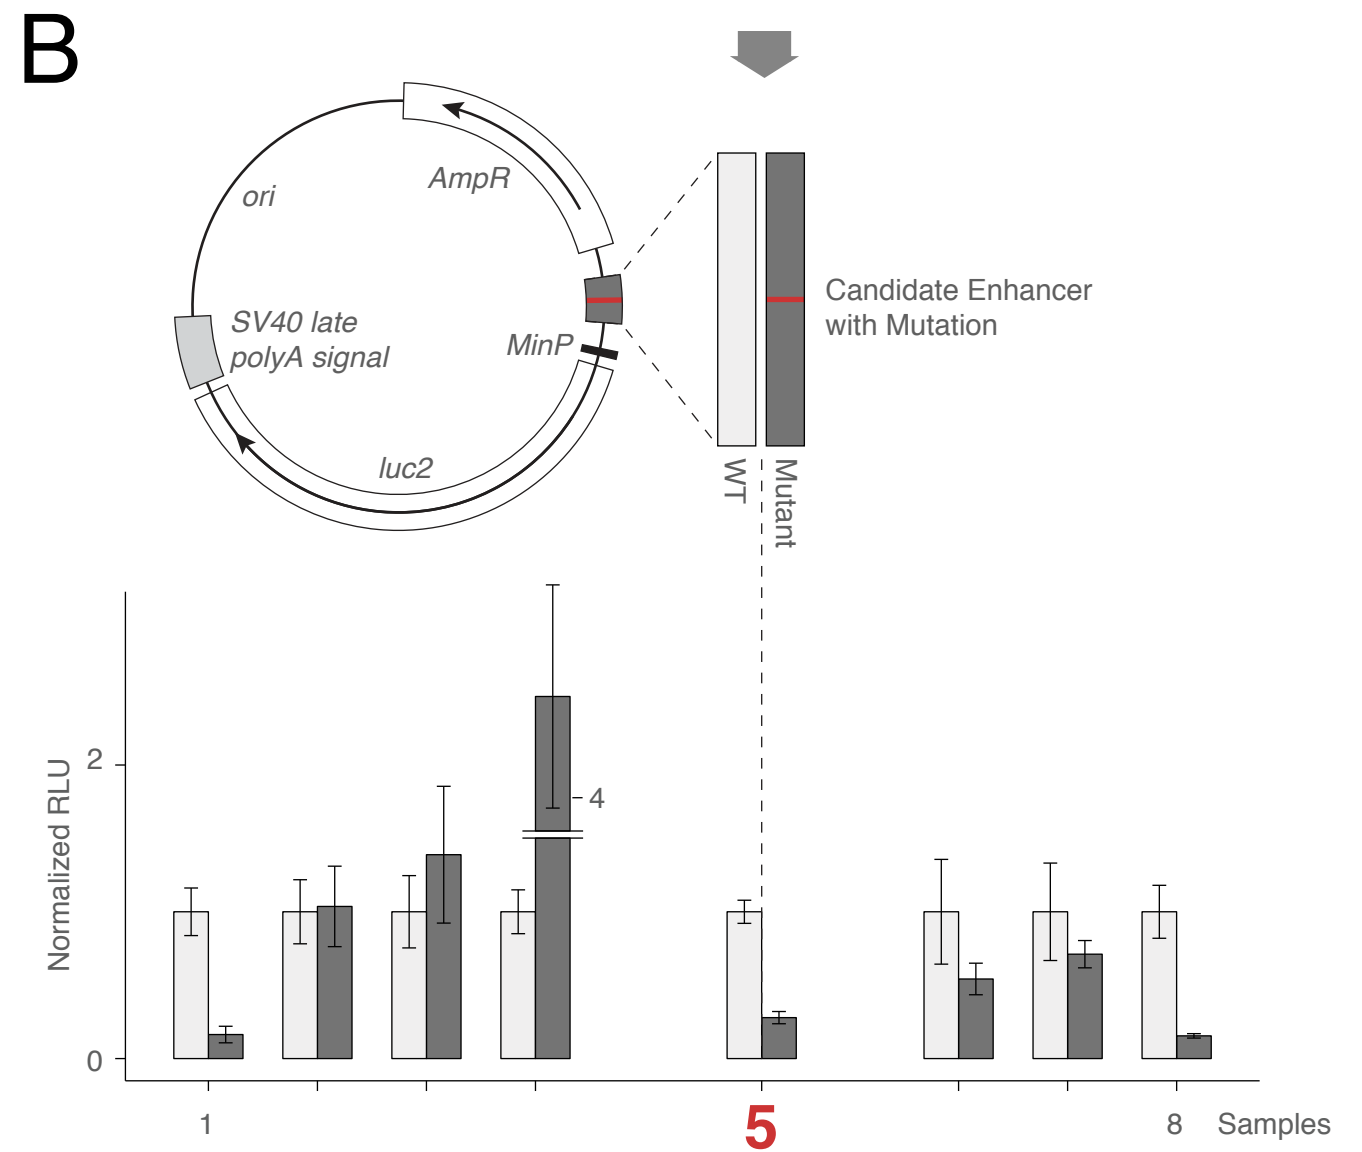 B
AmpR
ori
SV40 late
polyA signal
MinP
luc2
Candidate Enhancer
with Mutation
WT
Mutant
Normalized RLU
2
0
4
1
5
8
Samples